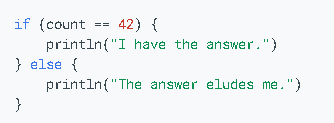 if (count == 42) {
    println("I have the answer.")
} else {
    println("The answer eludes me.")
}